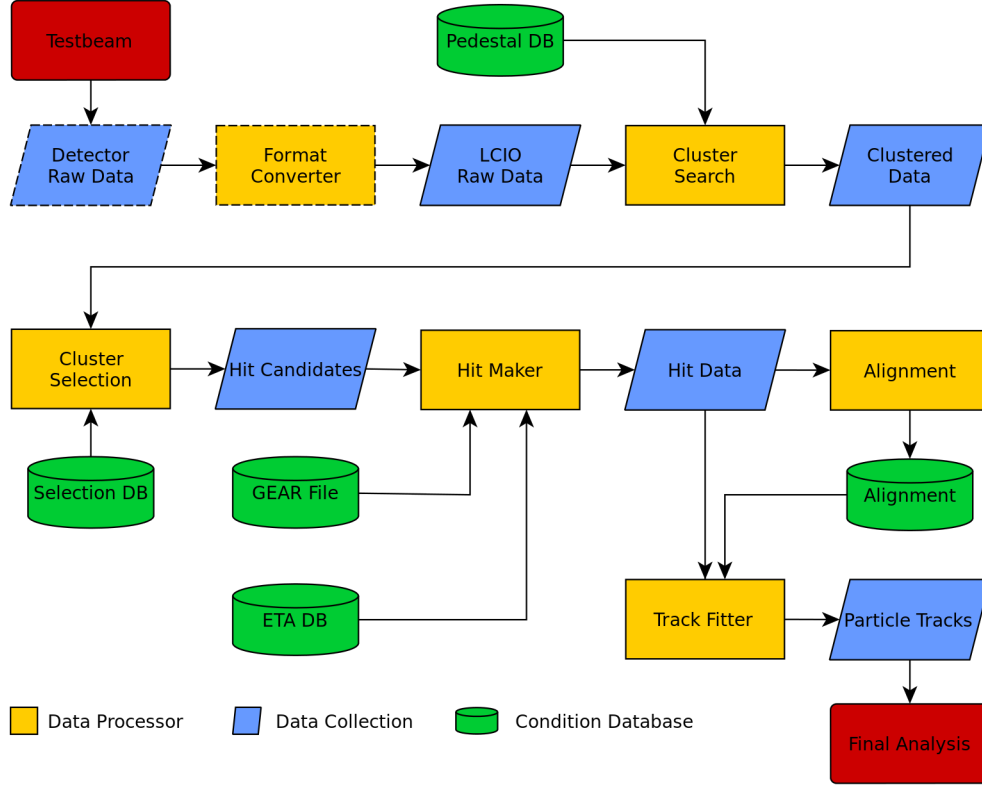 Testbeam
Pedestal DB
Detector
Raw Data
Format
Converter
LCIO
Raw Data
Cluster
Search
Clustered
Data
Cluster
Selection
Hit Candidates
Hit Maker
Hit Data
Alignment
Selection DB
GEAR File
Alignment
ETA DB
Track Fitter
Particle Tracks
Data Processor
Data Collection
Condition Database
Final Analysis